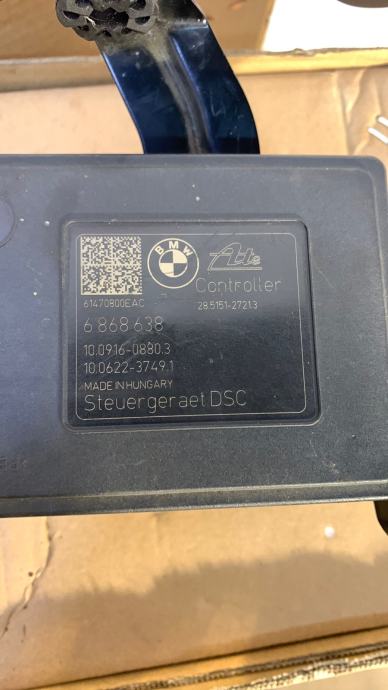 BMW
Ate
Controller
61470800EAC 28.5151-2721.3
6 868 638
10.0916-0880.3
10.0622-3749.1
MADE IN HUNGARY
Steuergeraet DSC